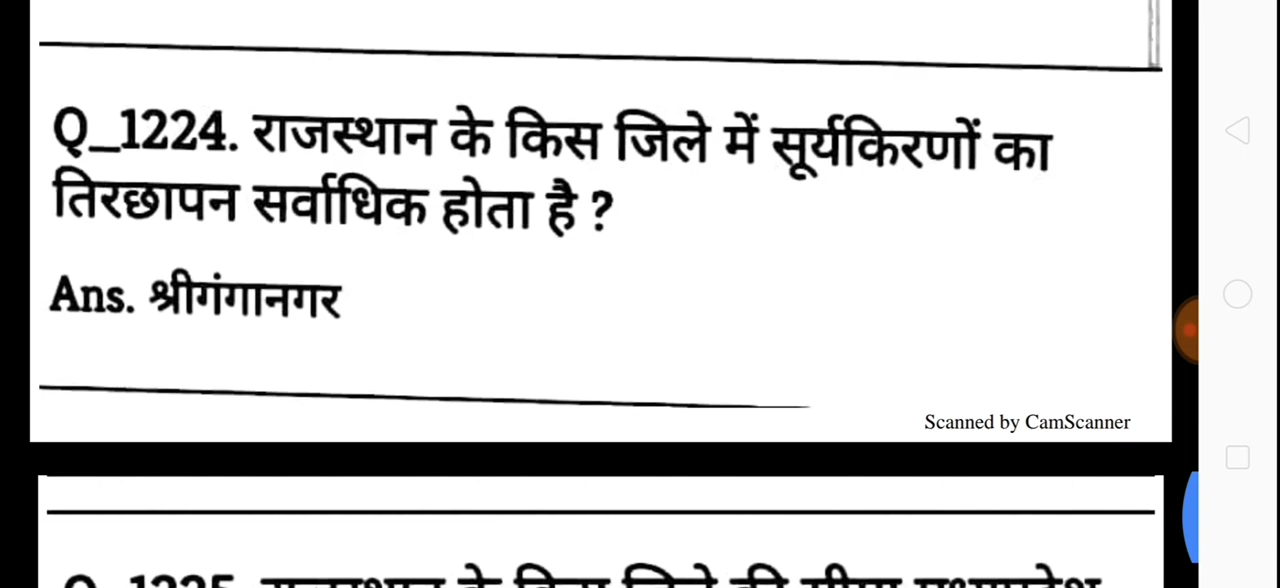 Q_1224. राजस्थान के किस जिले में सूर्यकिरणों का
तिरछापन सर्वाधिक होता है ?
Ans. श्रीगंगानगर
Scanned by CamScanner